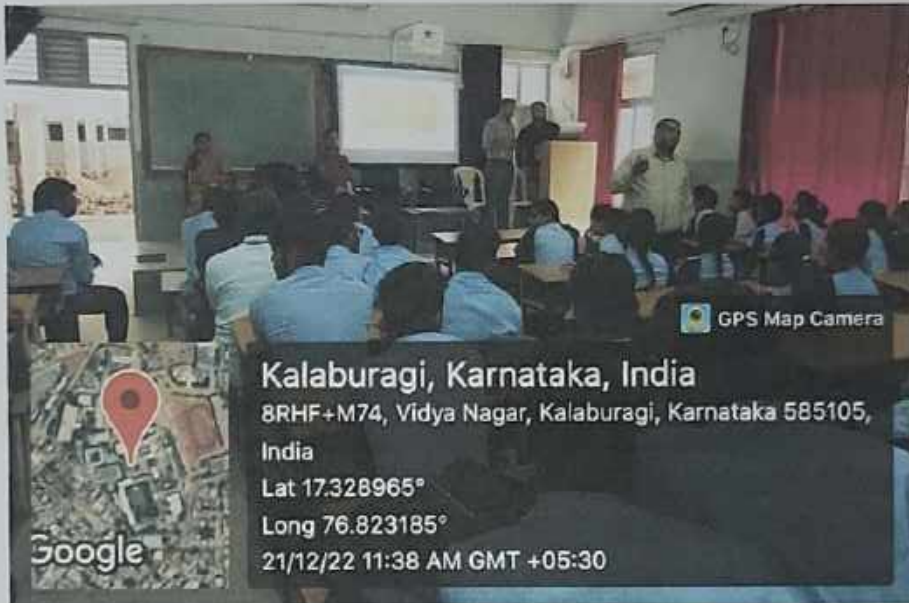 GPS Map Camera
Kalaburagi, Karnataka, India
8RHF+M74, Vidya Nagar, Kalaburagi, Karnataka 585105,
India
Lat 17.328965°
Long 76.823185°
21/12/22 11:38 AM GMT +05:30
Google